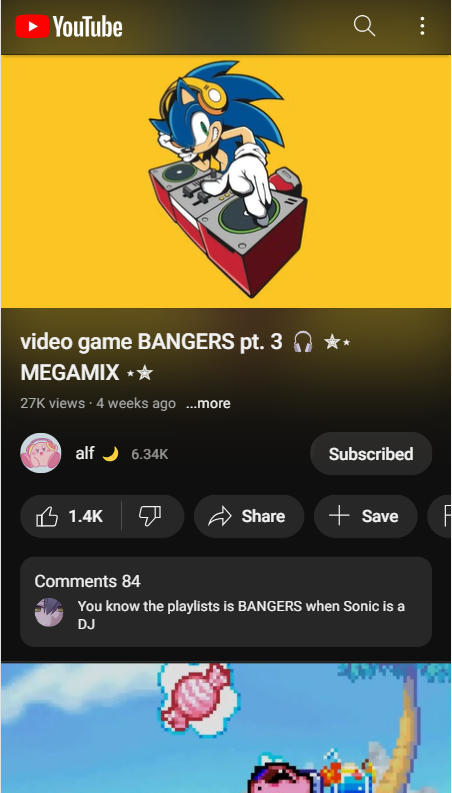 YouTube
video game BANGERS pt. 3 🎧 ✮⋆
MEGAMIX ⋆✮
27K views · 4 weeks ago ...more
alf 🌙 6.34K
Subscribed
1.4K
Share
Save
Comments 84
You know the playlists is BANGERS when Sonic is a
DJ